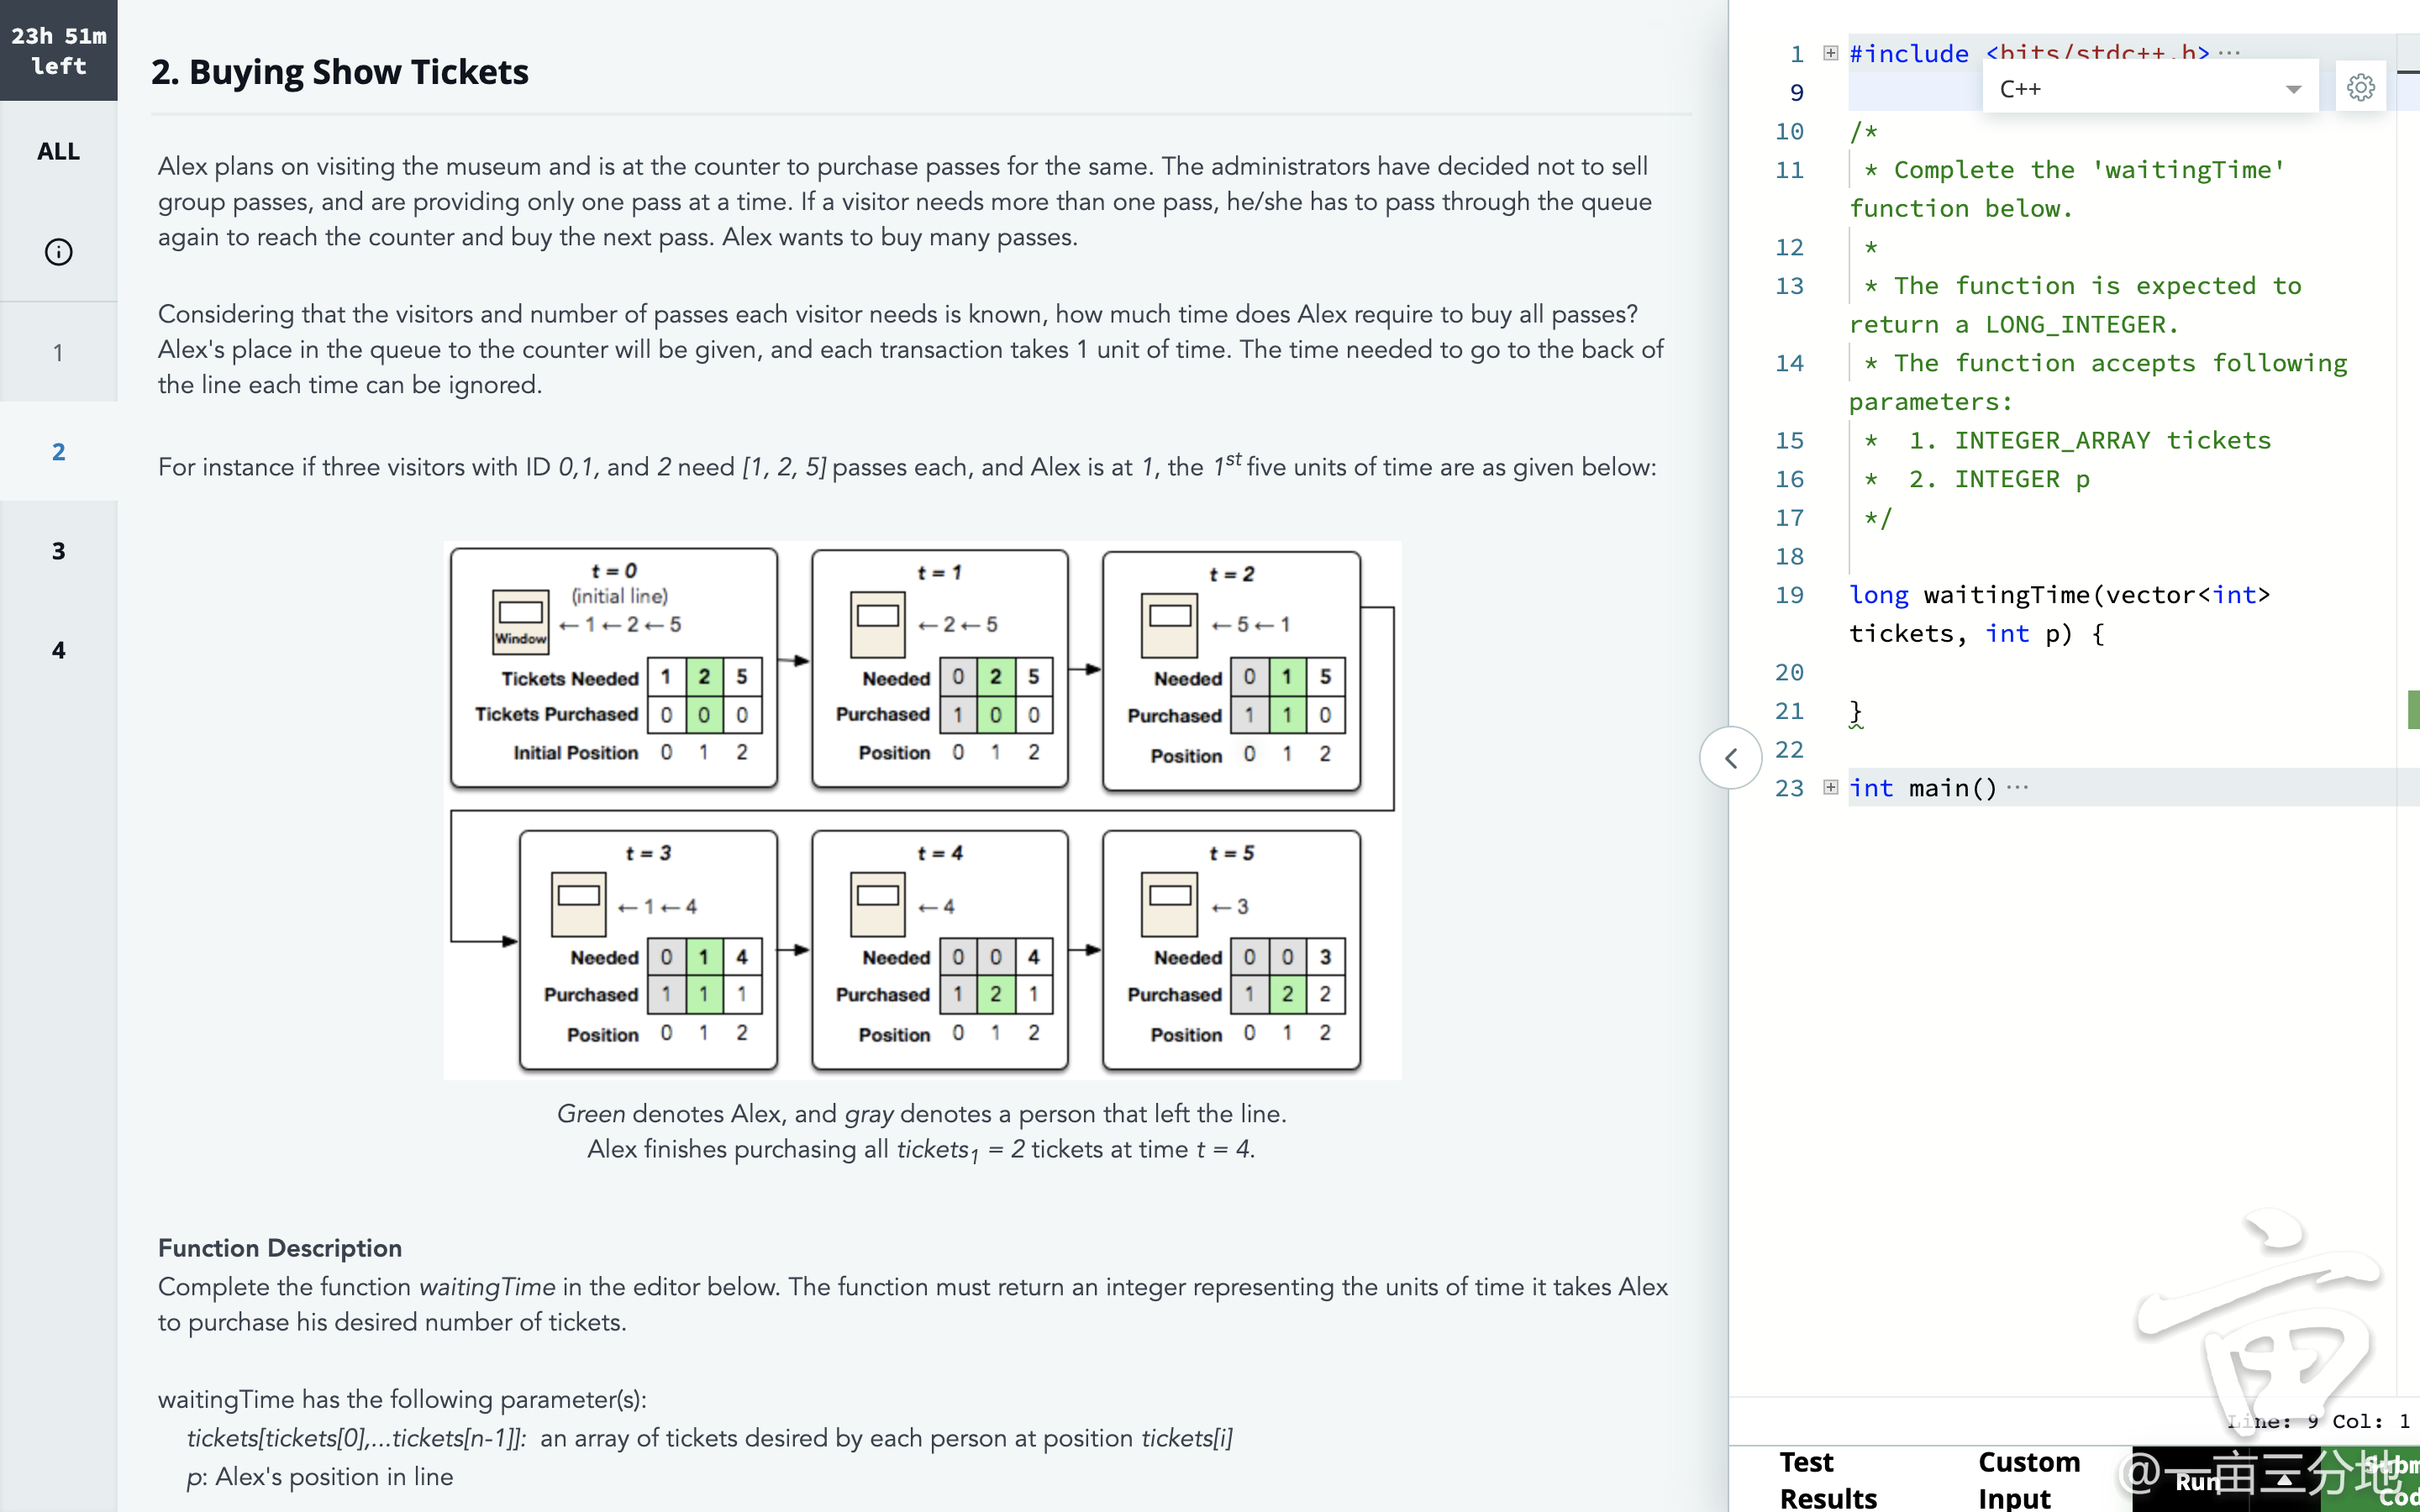 23h 51m
left
ALL
1
2
3
4
2. Buying Show Tickets
Alex plans on visiting the museum and is at the counter to purchase passes for the same. The administrators have decided not to sell
group passes, and are providing only one pass at a time. If a visitor needs more than one pass, he/she has to pass through the queue
again to reach the counter and buy the next pass. Alex wants to buy many passes.
Considering that the visitors and number of passes each visitor needs is known, how much time does Alex require to buy all passes?
Alex's place in the queue to the counter will be given, and each transaction takes 1 unit of time. The time needed to go to the back of
the line each time can be ignored.
For instance if three visitors with ID 0,1, and 2 need [1, 2, 5] passes each, and Alex is at 1, the 1st five units of time are as given below:
t = 0
(initial line)
Window ←1←2←5
Tickets Needed 1 2 5
Tickets Purchased 0 0 0
Initial Position 0 1 2
t = 1
←2←5
Needed 0 2 5
Purchased 1 0 0
Position 0 1 2
t = 2
←5←1
Needed 0 1 5
Purchased 1 1 0
Position 0 1 2
t = 3
←1←4
Needed 0 1 4
Purchased 1 1 1
Position 0 1 2
t = 4
←4
Needed 0 0 4
Purchased 1 2 1
Position 0 1 2
t = 5
←3
Needed 0 0 3
Purchased 1 2 2
Position 0 1 2
Green denotes Alex, and gray denotes a person that left the line.
Alex finishes purchasing all tickets1 = 2 tickets at time t = 4.
Function Description
Complete the function waitingTime in the editor below. The function must return an integer representing the units of time it takes Alex
to purchase his desired number of tickets.
waitingTime has the following parameter(s):
tickets[tickets[0],...tickets[n-1]]: an array of tickets desired by each person at position tickets[i]
p: Alex's position in line
1 #include <bits/stdc++.h> ...
C++
9
10 /*
11 * Complete the 'waitingTime'
function below.
12 *
13 * The function is expected to
return a LONG_INTEGER.
14 * The function accepts following
parameters:
15 * 1. INTEGER_ARRAY tickets
16 * 2. INTEGER p
17 */
18
19 long waitingTime(vector<int>
tickets, int p) {
20
21 }
22
23 int main() ...
Line: 9 Col: 1
Test
Results
Custom
Input
Run
亩
@一亩三分地